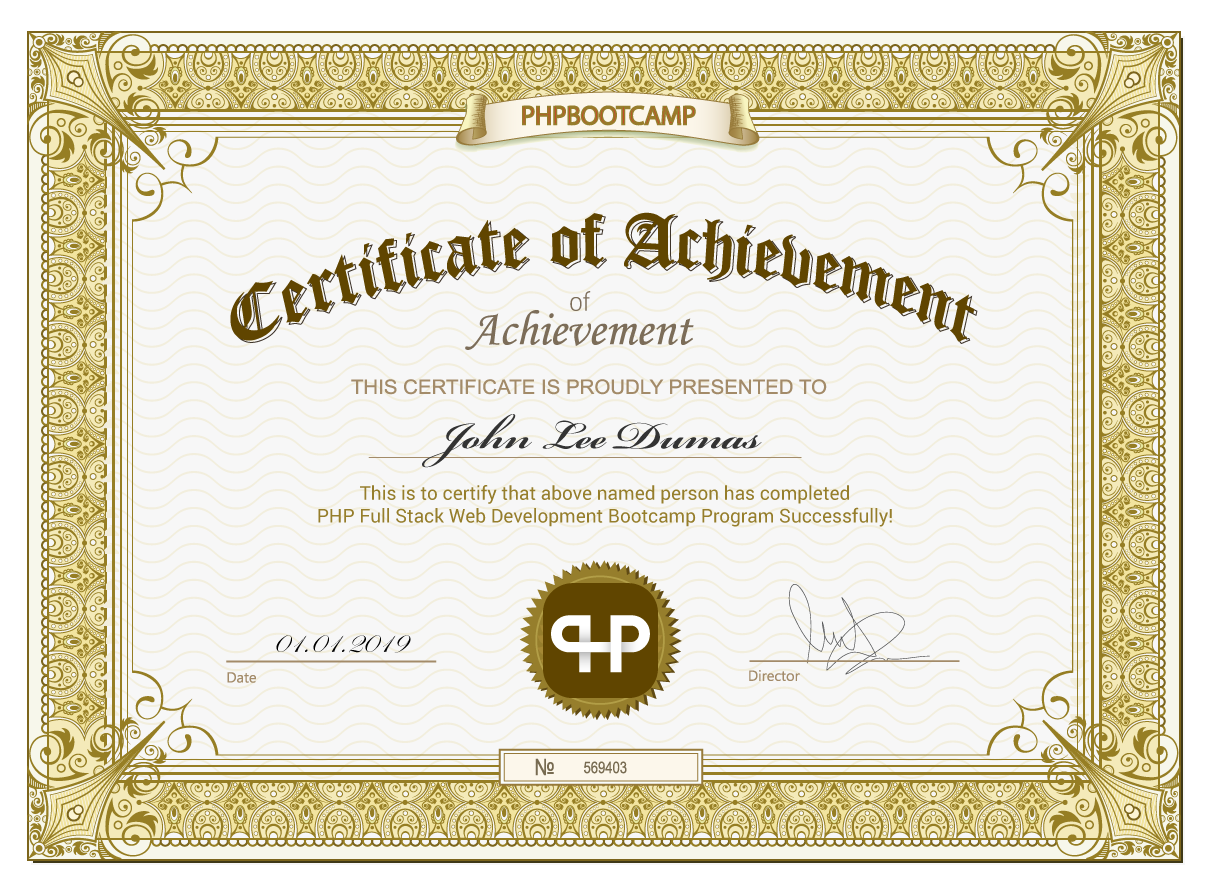 PHPBOOTCAMP
Certificate of Achievement
of
Achievement
THIS CERTIFICATE IS PROUDLY PRESENTED TO
John Lee Dumas
This is to certify that above named person has completed
PHP Full Stack Web Development Bootcamp Program Successfully!
01.01.2019
Date
PHP
Director
№ 569403